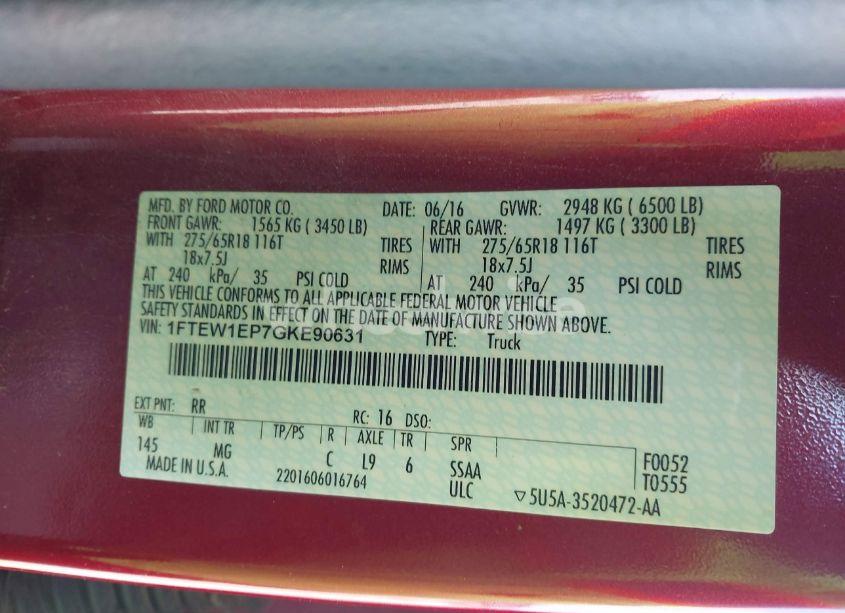 MFD. BY FORD MOTOR CO. DATE: 06/16 GVWR: 2948 KG ( 6500 LB)
FRONT GAWR: 1565 KG ( 3450 LB) REAR GAWR: 1497 KG ( 3300 LB)
WITH 275/65R18 116T TIRES WITH 275/65R18 116T TIRES
18x7.5J RIMS 18x7.5J RIMS
AT 240 kPa/ 35 PSI COLD AT 240 kPa/ 35 PSI COLD
THIS VEHICLE CONFORMS TO ALL APPLICABLE FEDERAL MOTOR VEHICLE
SAFETY STANDARDS IN EFFECT ON THE DATE OF MANUFACTURE SHOWN ABOVE.
VIN: 1FTEW1EP7GKE90631 TYPE: Truck
EXT PNT: RR RC: 16 DSO:
WB INT TR TP/PS R AXLE TR SPR F0052
145 MG C L9 6 SSAA T0555
MADE IN U.S.A. 2201606016764 ULC ▽5U5A-3520472-AA